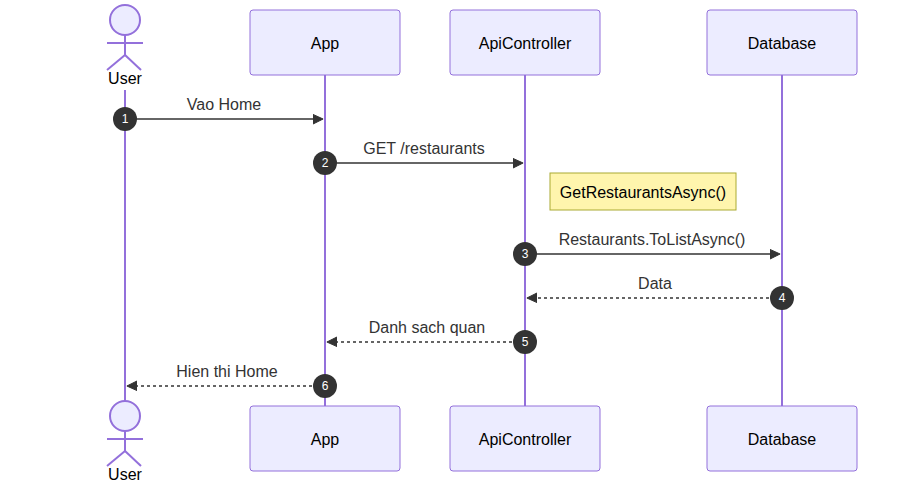 User
App
ApiController
Database
Vao Home
1
GET /restaurants
2
GetRestaurantsAsync()
Restaurants.ToListAsync()
3
Data
4
Danh sach quan
5
Hien thi Home
6
User
App
ApiController
Database